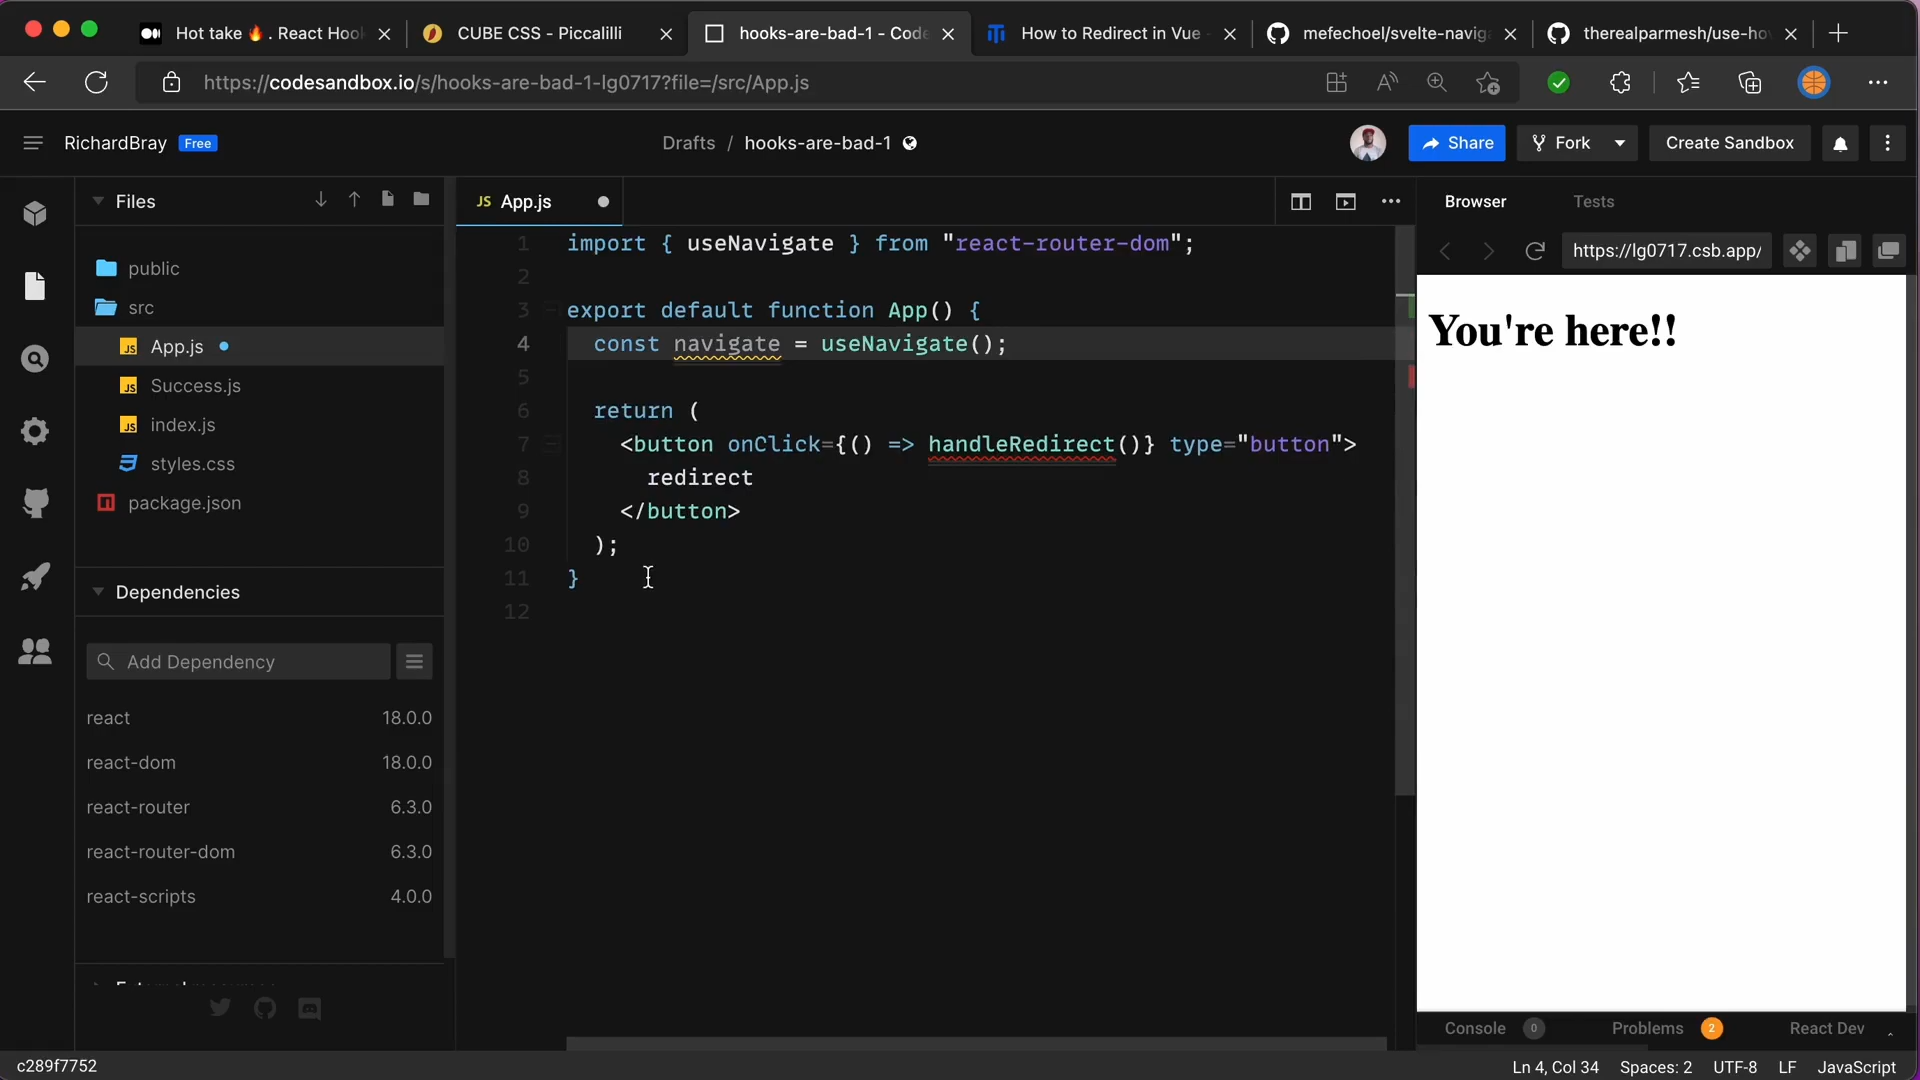 Hot take 🔥 . React Hoo
CUBE CSS - Piccalilli
hooks-are-bad-1 - Code
How to Redirect in Vue
mefechoel/svelte-navig
therealparmesh/use-ho
https://codesandbox.io/s/hooks-are-bad-1-lg0717?file=/src/App.js
RichardBray Free
Drafts / hooks-are-bad-1
Share
Fork
Create Sandbox
Files
public
src
JS App.js
JS Success.js
JS index.js
styles.css
package.json
Dependencies
Add Dependency
react 18.0.0
react-dom 18.0.0
react-router 6.3.0
react-router-dom 6.3.0
react-scripts 4.0.0
JS App.js
1 import { useNavigate } from "react-router-dom";
2
3 export default function App() {
4 const navigate = useNavigate();
5
6 return (
7 <button onClick={() => handleRedirect()} type="button">
8 redirect
9 </button>
10 );
11 }
12
Browser Tests
https://lg0717.csb.app/
You're here!!
Console 0 Problems 2 React Dev
c289f7752
Ln 4, Col 34 Spaces: 2 UTF-8 LF JavaScript